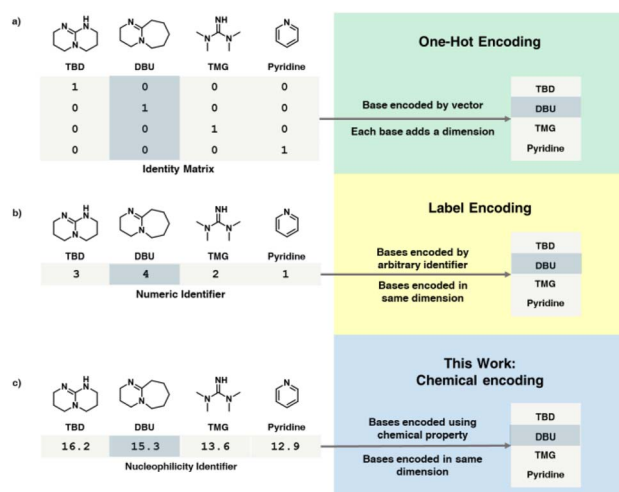 a)
N
H
N
N
N
N
NH
N
N
N
TBD
DBU
TMG
Pyridine
1 0 0 0
0 1 0 0
0 0 1 0
0 0 0 1
Identity Matrix
One-Hot Encoding
Base encoded by vector
Each base adds a dimension
TBD
DBU
TMG
Pyridine
b)
N
H
N
N
N
N
NH
N
N
N
TBD
DBU
TMG
Pyridine
3 4 2 1
Numeric Identifier
Label Encoding
Bases encoded by
arbitrary identifier
Bases encoded in
same dimension
TBD
DBU
TMG
Pyridine
c)
N
H
N
N
N
N
NH
N
N
N
TBD
DBU
TMG
Pyridine
16.2 15.3 13.6 12.9
Nucleophilicity Identifier
This Work:
Chemical encoding
Bases encoded using
chemical property
Bases encoded in same
dimension
TBD
DBU
TMG
Pyridine